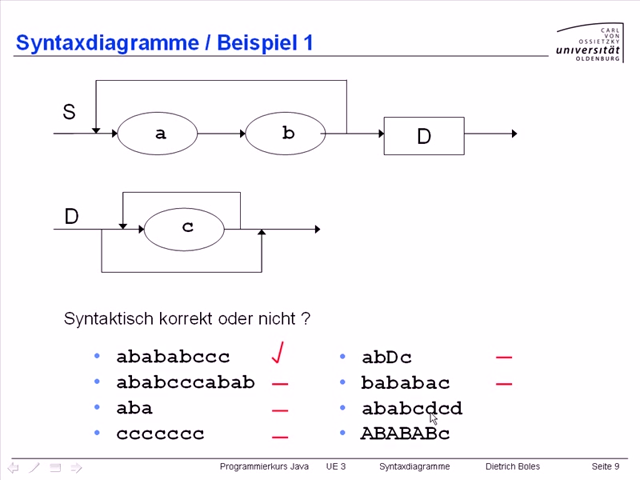 Syntaxdiagramme / Beispiel 1
CARL
VON
OSSIETZKY
universität
OLDENBURG
S
a
b
D
D
c
Syntaktisch korrekt oder nicht ?
• abababccc √
• ababcccabab –
• aba –
• ccccccc –
• abDc –
• bababac –
• ababcdcd
• ABABABc
Programmierkurs Java UE 3 Syntaxdiagramme Dietrich Boles Seite 9